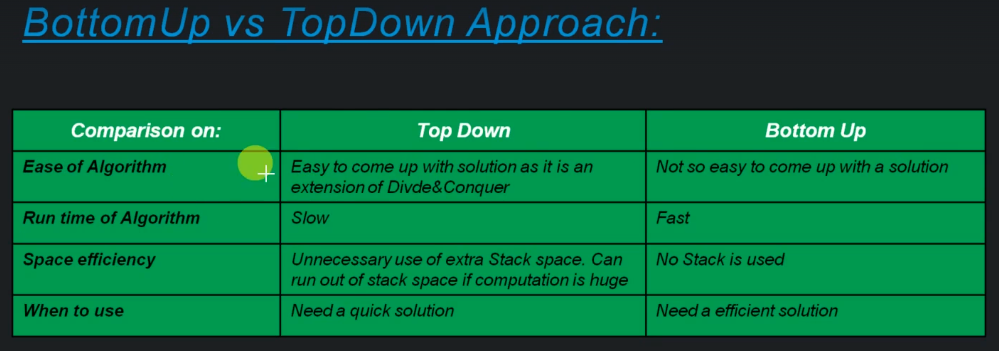 BottomUp vs TopDown Approach:
Comparison on:
Top Down
Bottom Up
Ease of Algorithm
Easy to come up with solution as it is an
extension of Divde&Conquer
Not so easy to come up with a solution
Run time of Algorithm
Slow
Fast
Space efficiency
Unnecessary use of extra Stack space. Can
run out of stack space if computation is huge
No Stack is used
When to use
Need a quick solution
Need a efficient solution